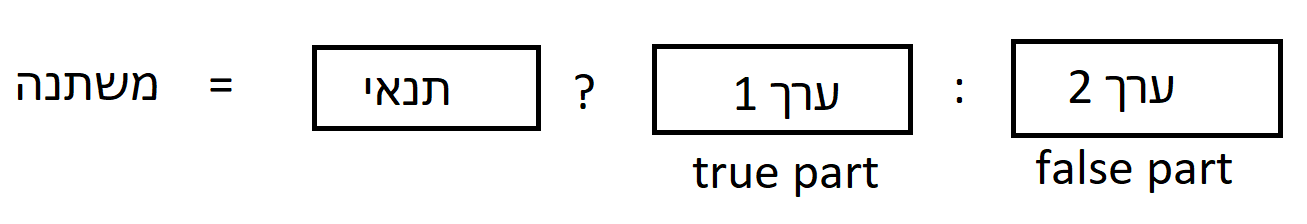 משתנה = תנאי ? ערך 1 : ערך 2
true part false part